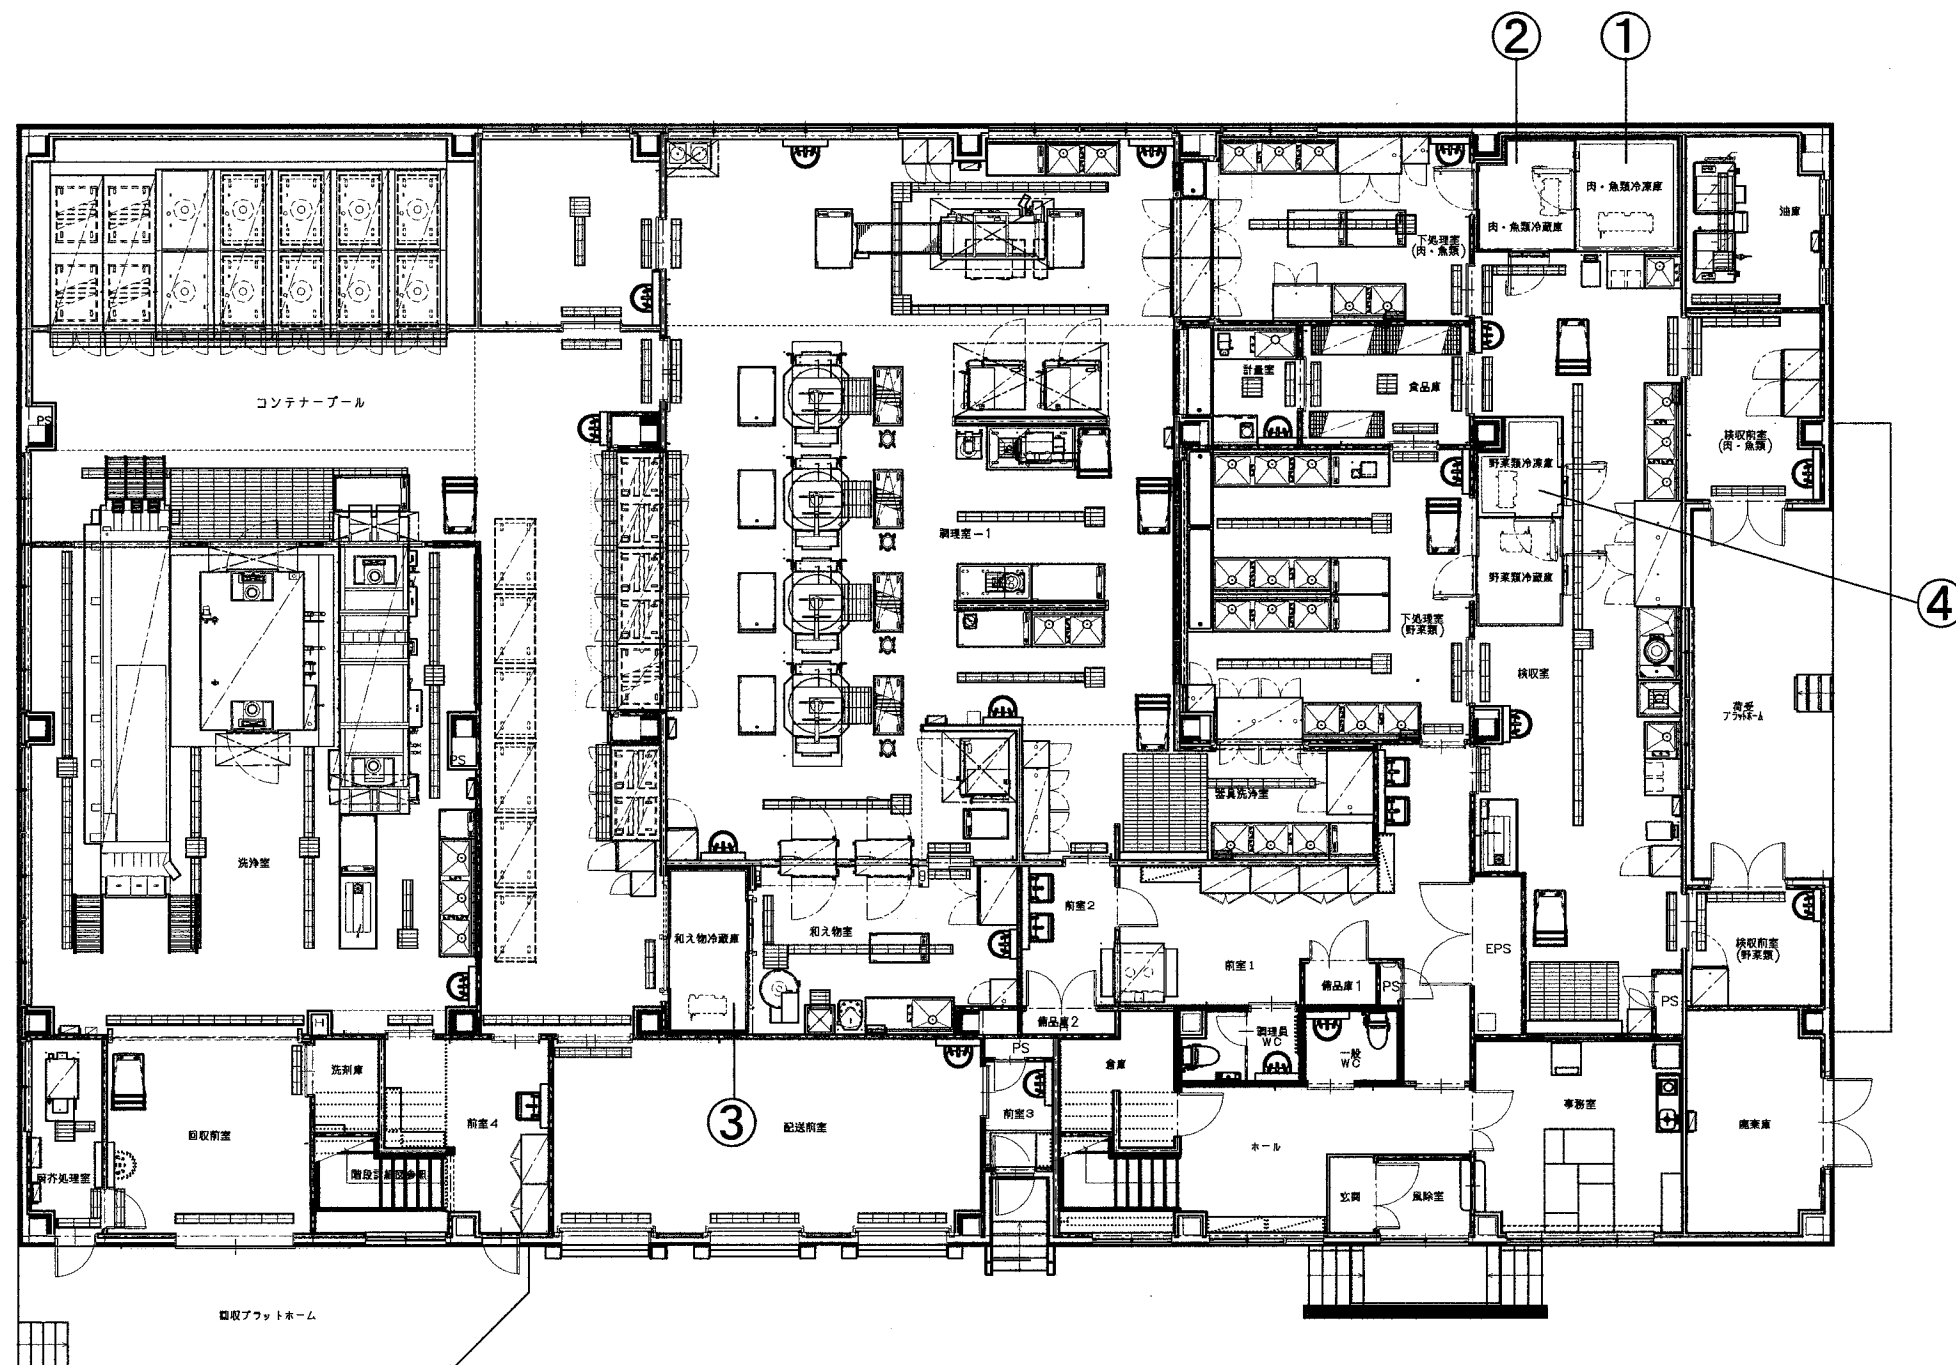 ②
①
肉・魚類冷凍庫
肉・魚類冷蔵庫
油庫
下処理室
(肉・魚類)
計量室
食品庫
コンテナープール
PS
検収前室
(肉・魚類)
野菜類冷凍庫
調理室-1
野菜類冷蔵庫
④
下処理室
(野菜類)
検収室
荷受
プラットホーム
PS
器具洗浄室
洗浄室
前室2
和え物冷蔵庫
和え物室
EPS
検収前室
(野菜類)
前室1
備品庫1
PS
PS
備品庫2
調理員
WC
一般
WC
PS
倉庫
洗剤庫
前室3
事務室
前室4
③
配送前室
回収前室
廃棄庫
ホール
階段詳細図参照
厨芥処理室
玄関
風除室
回収プラットホーム